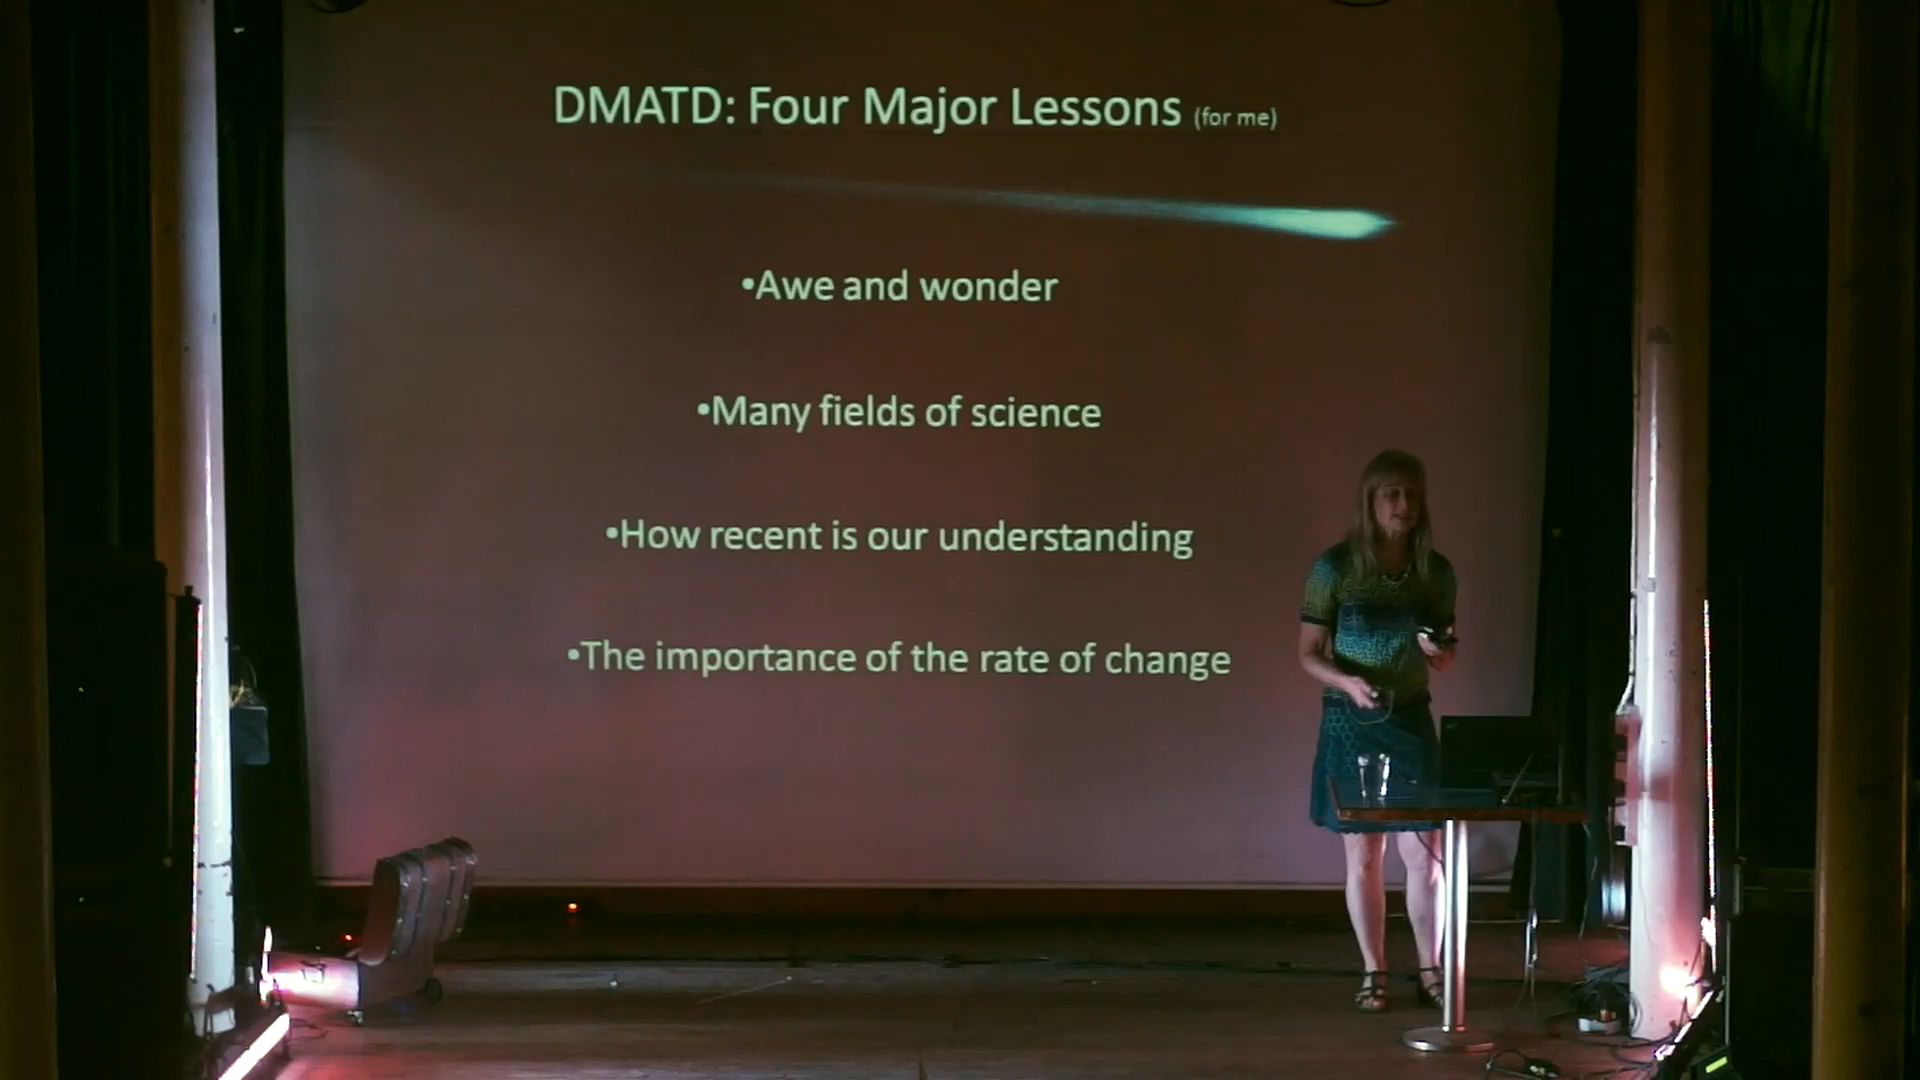 DMATD: Four Major Lessons (for me)
•Awe and wonder
•Many fields of science
•How recent is our understanding
•The importance of the rate of change